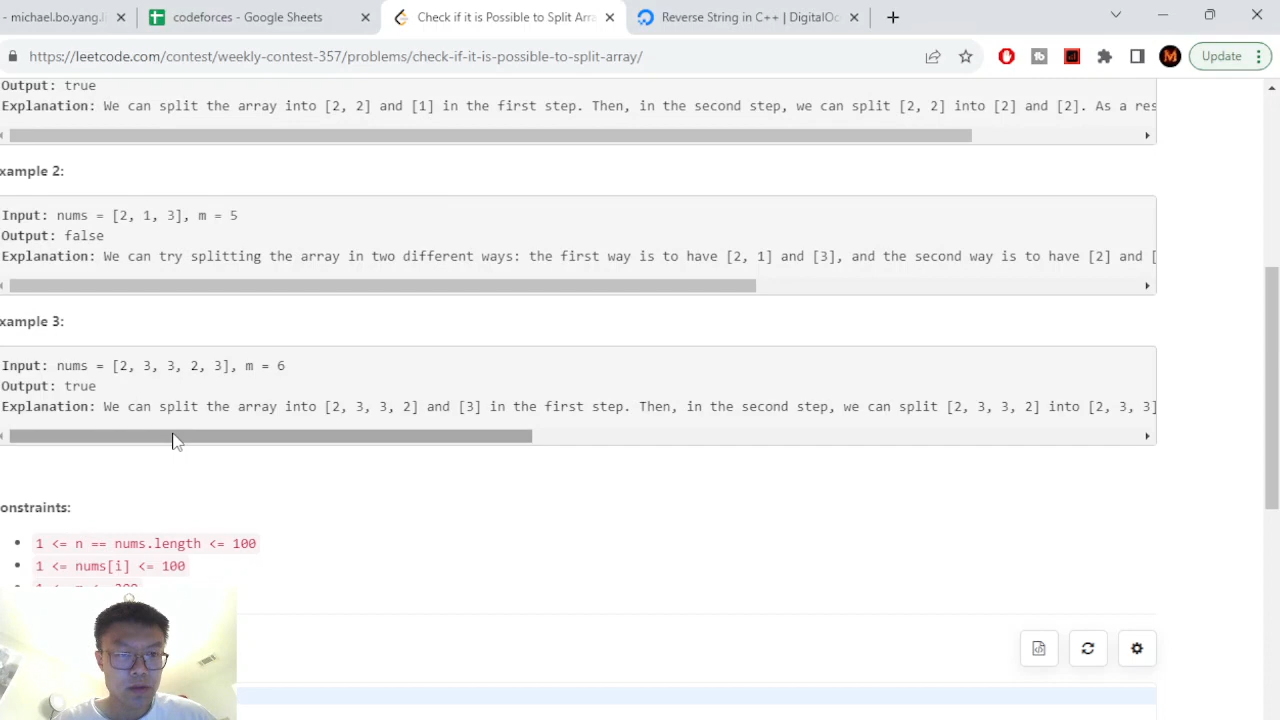 - michael.bo.yang.
codeforces - Google Sheets
Check if it is Possible to Split Arra
Reverse String in C++ | DigitalOc
https://leetcode.com/contest/weekly-contest-357/problems/check-if-it-is-possible-to-split-array/
M
Update
Output: true
Explanation: We can split the array into [2, 2] and [1] in the first step. Then, in the second step, we can split [2, 2] into [2] and [2]. As a res
xample 2:
Input: nums = [2, 1, 3], m = 5
Output: false
Explanation: We can try splitting the array in two different ways: the first way is to have [2, 1] and [3], and the second way is to have [2] and [
xample 3:
Input: nums = [2, 3, 3, 2, 3], m = 6
Output: true
Explanation: We can split the array into [2, 3, 3, 2] and [3] in the first step. Then, in the second step, we can split [2, 3, 3, 2] into [2, 3, 3]
onstraints:
1 <= n == nums.length <= 100
1 <= nums[i] <= 100